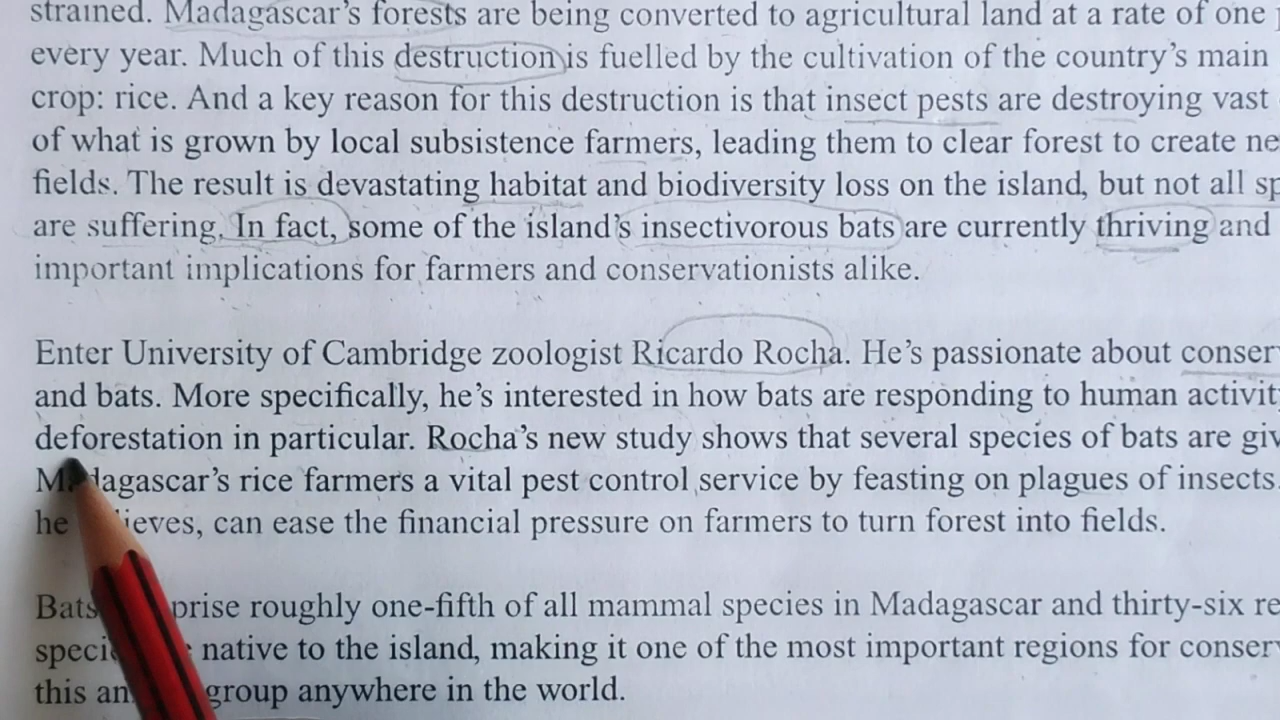 strained. Madagascar's forests are being converted to agricultural land at a rate of one
every year. Much of this destruction is fuelled by the cultivation of the country's main
crop: rice. And a key reason for this destruction is that insect pests are destroying vast
of what is grown by local subsistence farmers, leading them to clear forest to create ne
fields. The result is devastating habitat and biodiversity loss on the island, but not all sp
are suffering. In fact, some of the island's insectivorous bats are currently thriving and
important implications for farmers and conservationists alike.
Enter University of Cambridge zoologist Ricardo Rocha. He's passionate about conser
and bats. More specifically, he's interested in how bats are responding to human activit
deforestation in particular. Rocha's new study shows that several species of bats are giv
Madagascar's rice farmers a vital pest control service by feasting on plagues of insects.
he can ease the financial pressure on farmers to turn forest into fields.
Bats roughly one-fifth of all mammal species in Madagascar and thirty-six re
native to the island, making it one of the most important regions for conser
this group anywhere in the world.